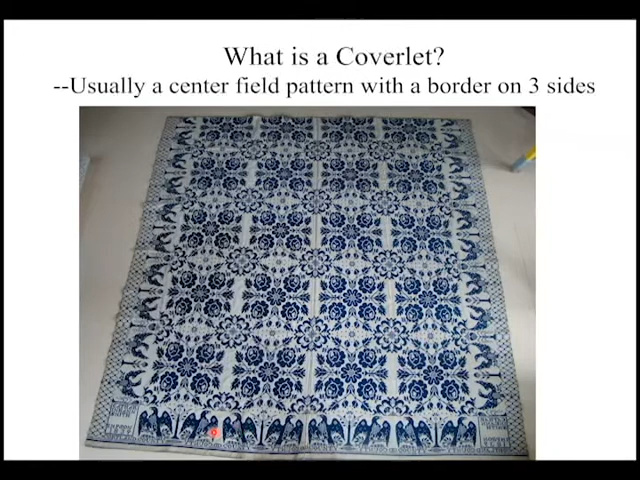 What is a Coverlet?
--Usually a center field pattern with a border on 3 sides